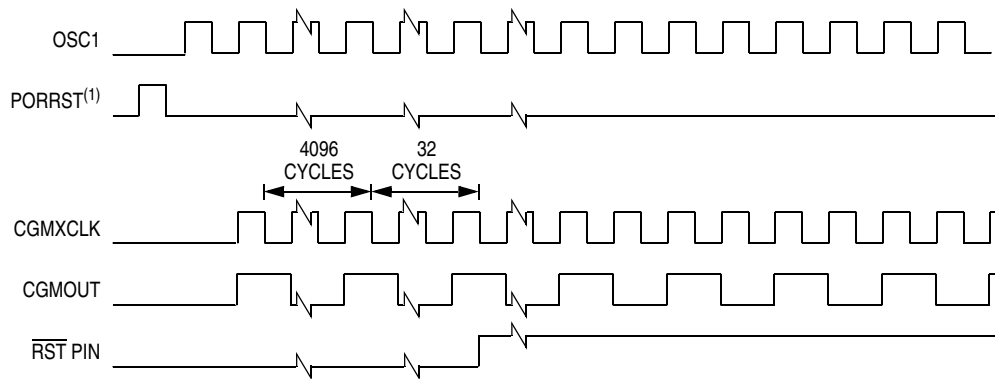 OSC1
PORRST(1)
4096
CYCLES
32
CYCLES
CGMXCLK
CGMOUT
RST PIN